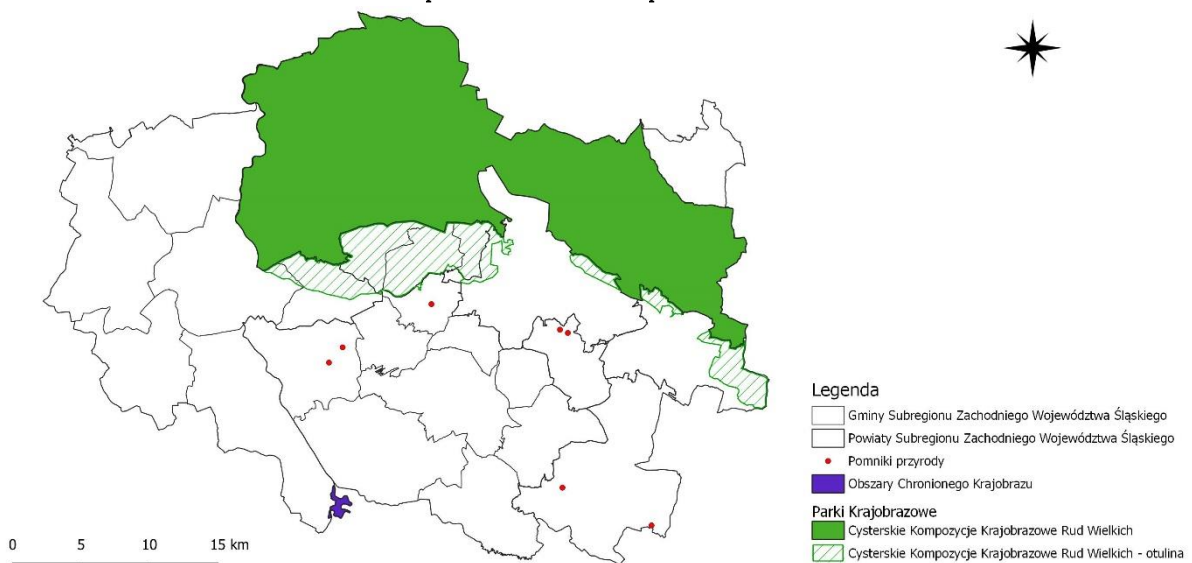 0 5 10 15 km
Legenda
Gminy Subregionu Zachodniego Województwa Śląskiego
Powiaty Subregionu Zachodniego Województwa Śląskiego
Pomniki przyrody
Obszary Chronionego Krajobrazu
Parki Krajobrazowe
Cysterskie Kompozycje Krajobrazowe Rud Wielkich
Cysterskie Kompozycje Krajobrazowe Rud Wielkich - otulina